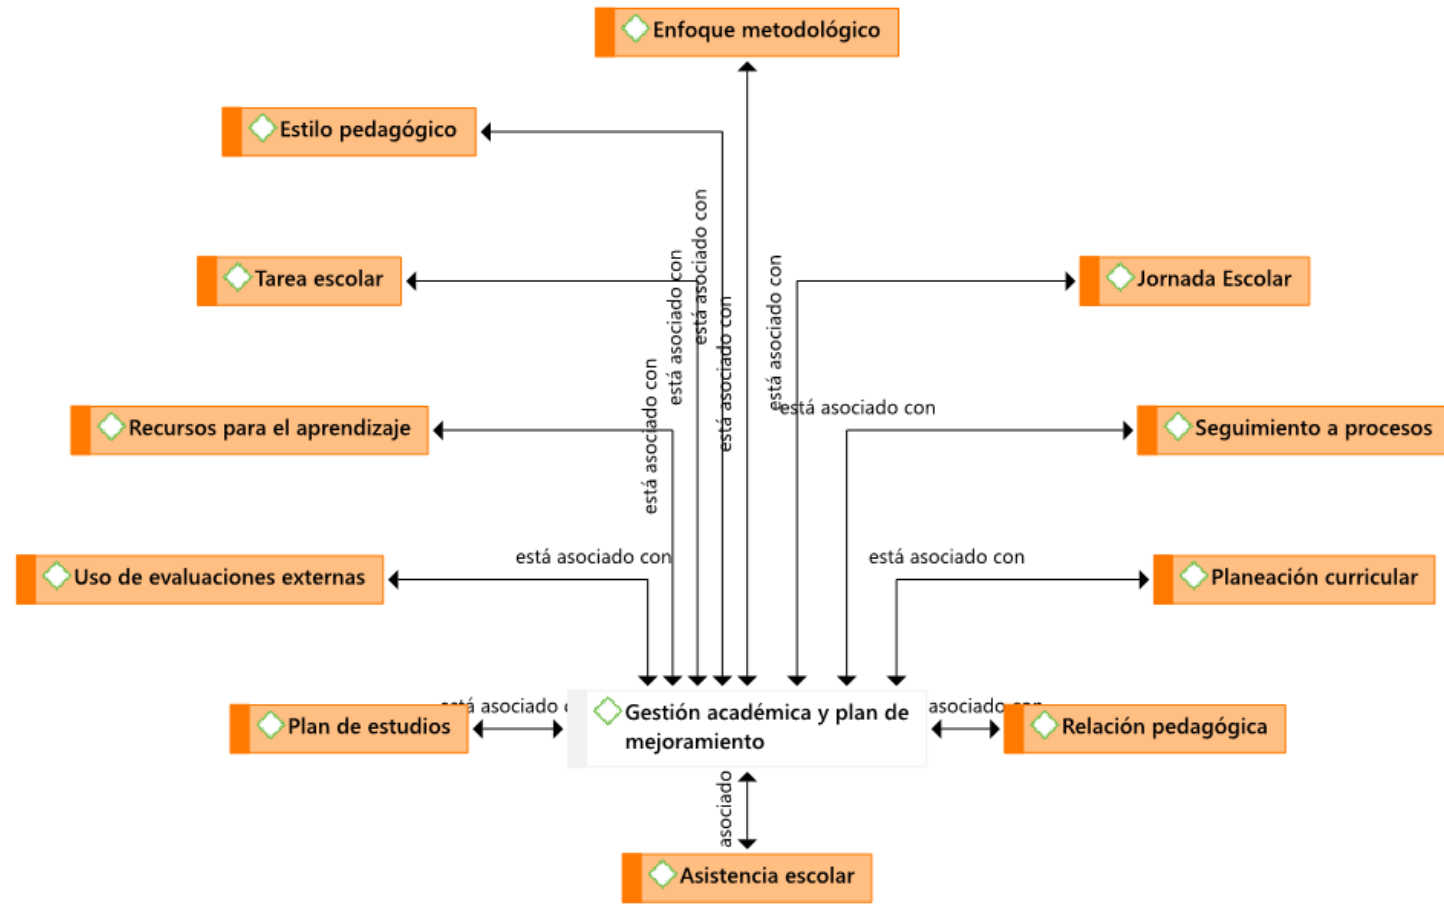 Enfoque metodológico
Estilo pedagógico
está asociado con
está asociado con
está asociado con
está asociado con
está asociado con
Tarea escolar
Jornada Escolar
está asociado con
Recursos para el aprendizaje
Seguimiento a procesos
está asociado con
está asociado con
Uso de evaluaciones externas
Planeación curricular
está asociado
asociado con
Plan de estudios
Gestión académica y plan de
mejoramiento
Relación pedagógica
asociado
Asistencia escolar